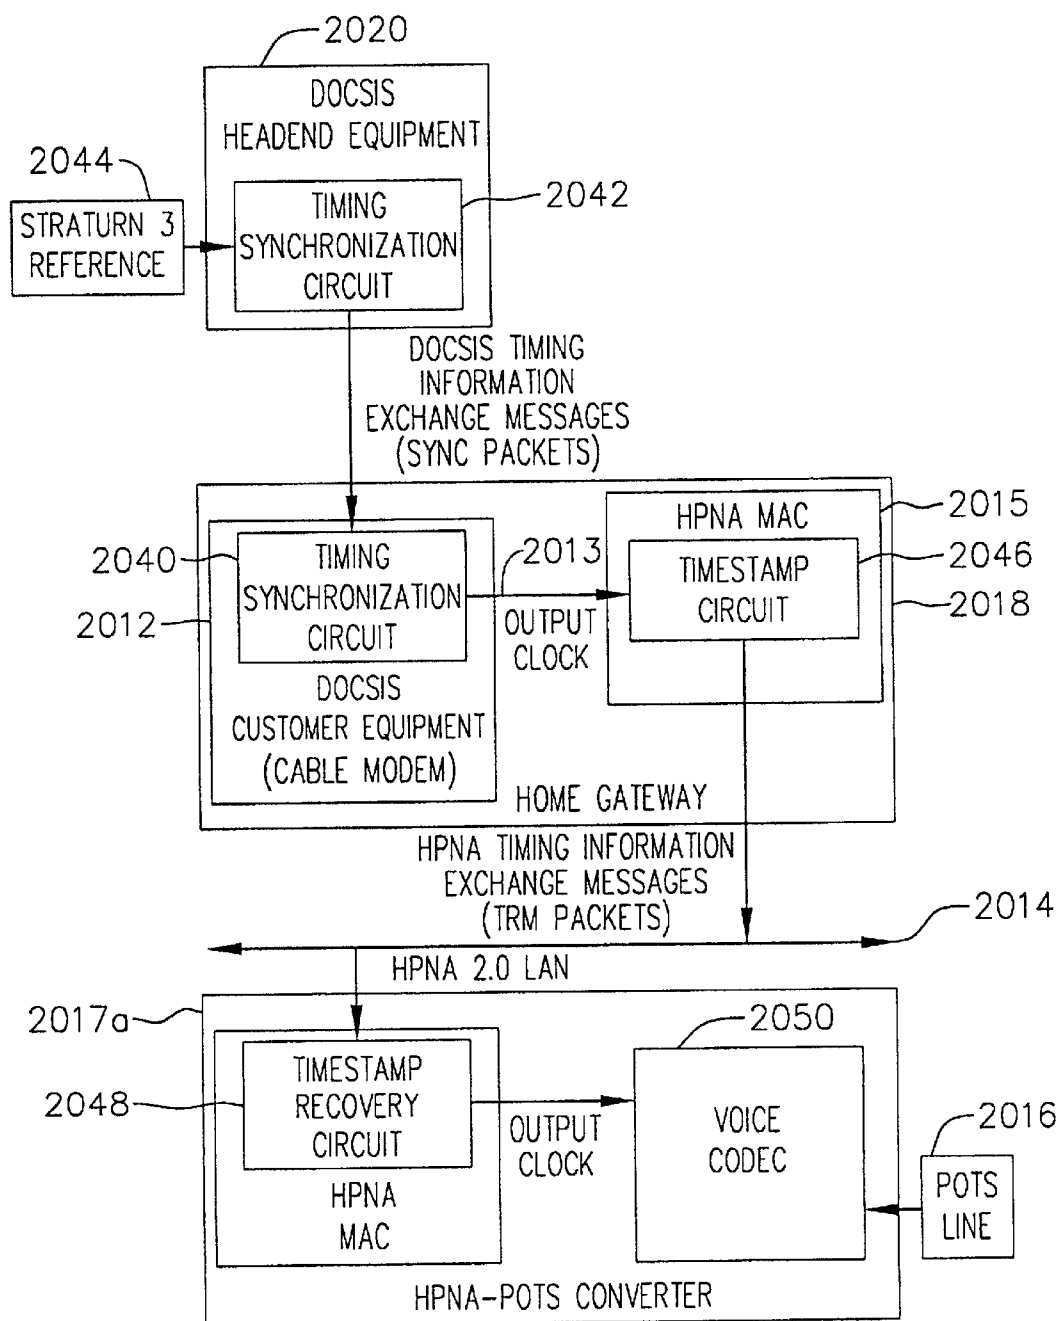 2020
DOCSIS
HEADEND EQUIPMENT
2044
STRATURN 3
REFERENCE
TIMING
SYNCHRONIZATION
CIRCUIT
2042
DOCSIS TIMING
INFORMATION
EXCHANGE MESSAGES
(SYNC PACKETS)
2040
2012
TIMING
SYNCHRONIZATION
CIRCUIT
DOCSIS
CUSTOMER EQUIPMENT
(CABLE MODEM)
2013
OUTPUT
CLOCK
HPNA MAC
TIMESTAMP
CIRCUIT
2015
2046
2018
HOME GATEWAY
HPNA TIMING INFORMATION
EXCHANGE MESSAGES
(TRM PACKETS)
2014
HPNA 2.0 LAN
2017a
2048
TIMESTAMP
RECOVERY
CIRCUIT
HPNA
MAC
OUTPUT
CLOCK
2050
VOICE
CODEC
2016
POTS
LINE
HPNA-POTS CONVERTER